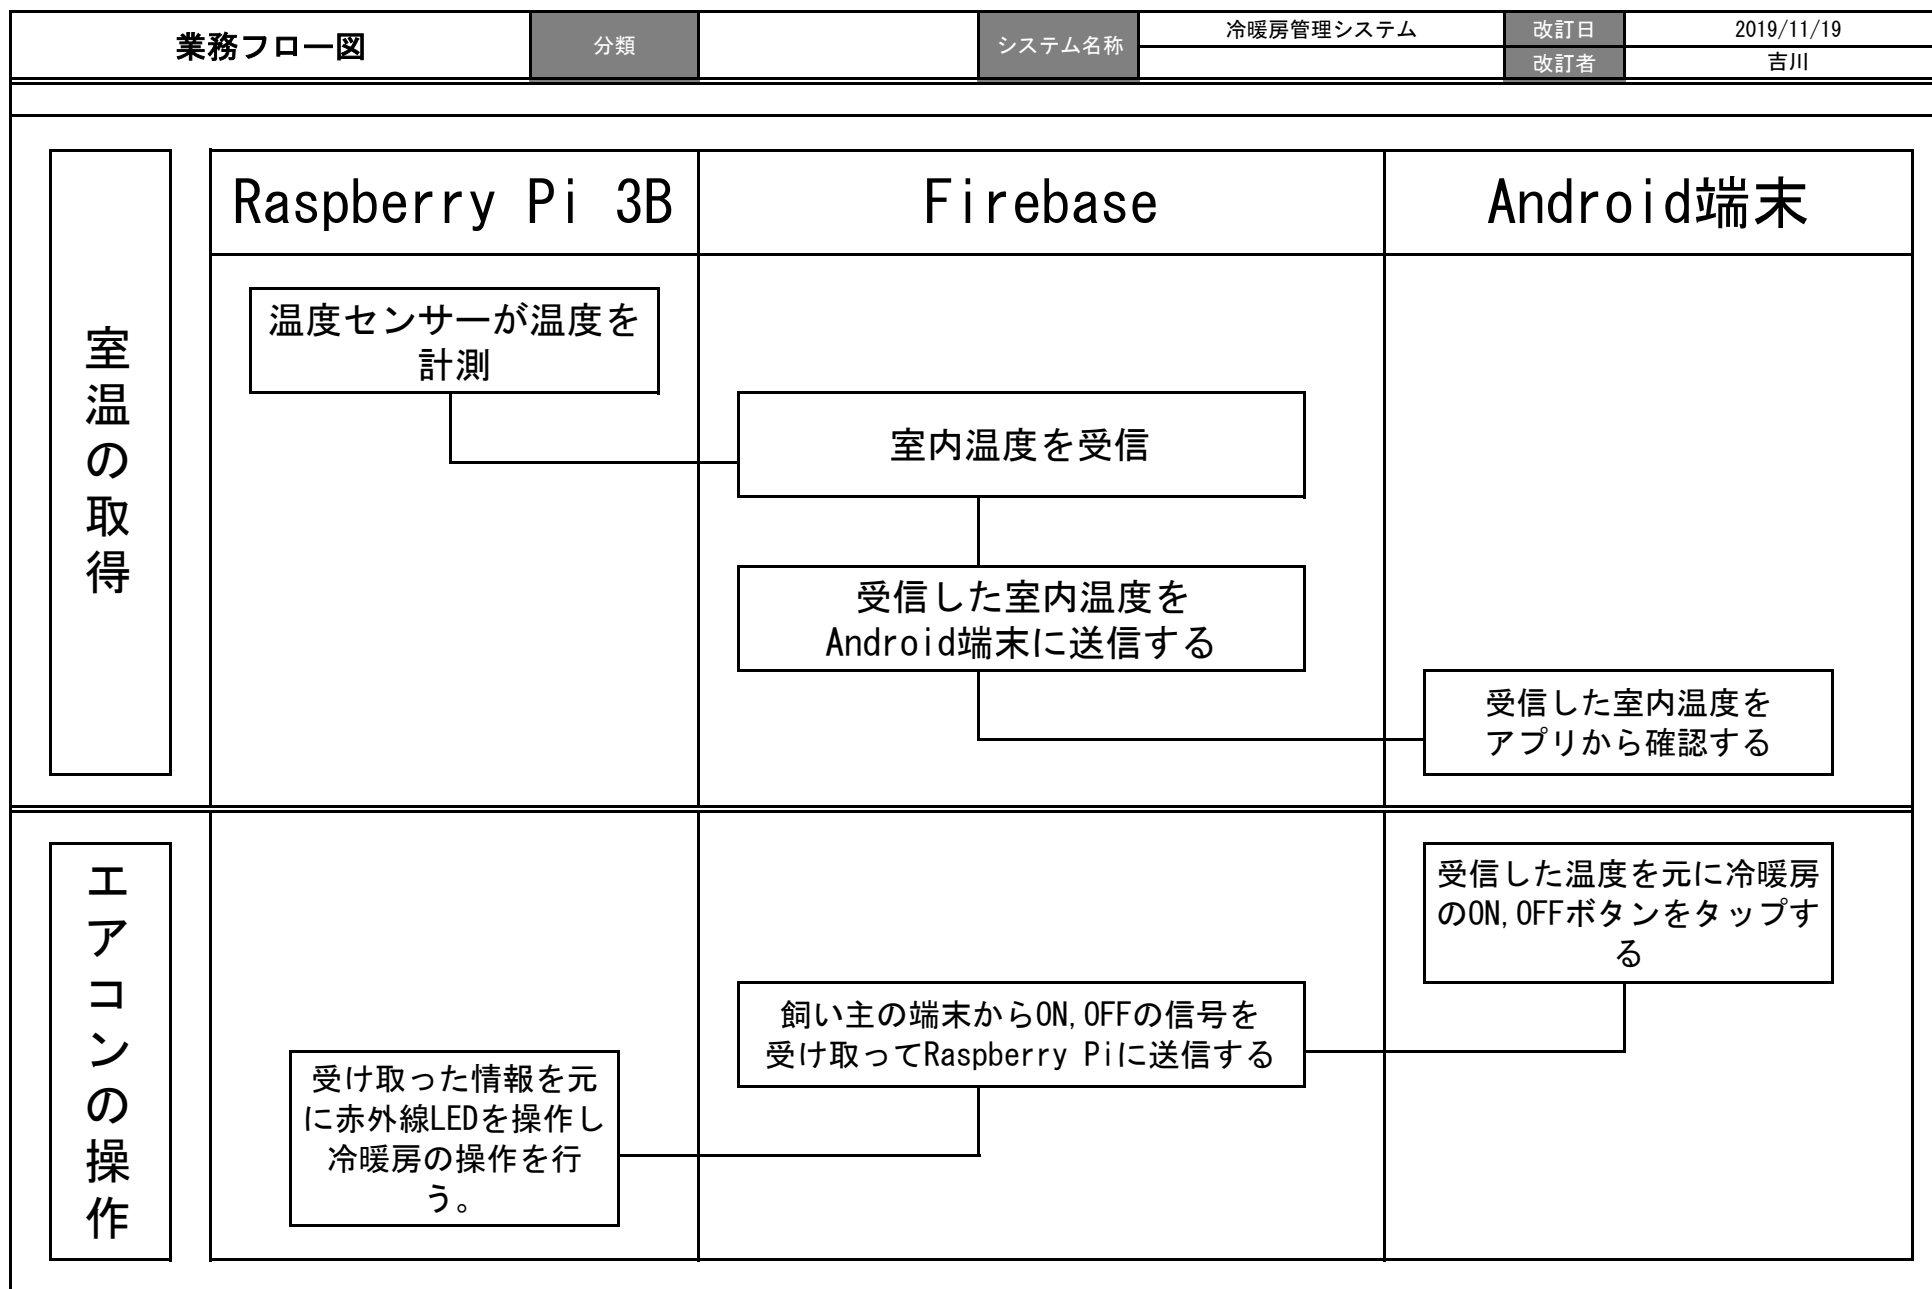 業務フロー図
分類
システム名称
冷暖房管理システム
改訂日
2019/11/19
改訂者
吉川
Raspberry Pi 3B
Firebase
Android端末
室温の取得
温度センサーが温度を
計測
室内温度を受信
受信した室内温度を
Android端末に送信する
受信した室内温度を
アプリから確認する
エアコンの操作
受信した温度を元に冷暖房
のON,OFFボタンをタップす
る
飼い主の端末からON,OFFの信号を
受け取ってRaspberry Piに送信する
受け取った情報を元
に赤外線LEDを操作し
冷暖房の操作を行
う。